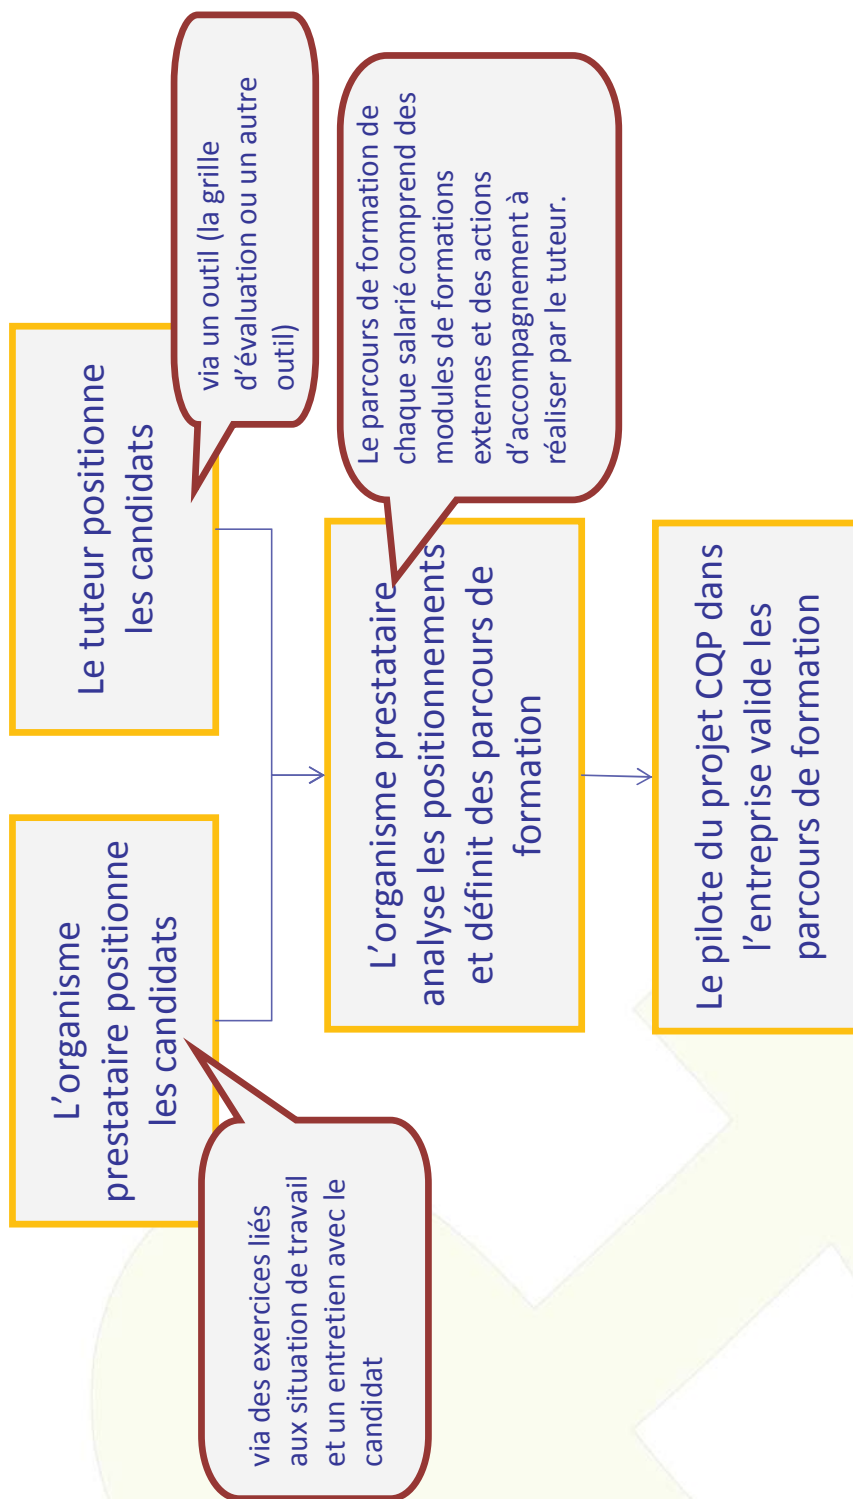 L'organisme
prestataire positionne
les candidats
Le tuteur positionne
les candidats
via des exercices liés
aux situation de travail
et un entretien avec le
candidat
via un outil (la grille
d'évaluation ou un autre
outil)
L'organisme prestataire
analyse les positionnements
et définit des parcours de
formation
Le parcours de formation de
chaque salarié comprend des
modules de formations
externes et des actions
d'accompagnement à
réaliser par le tuteur.
Le pilote du projet CQP dans
l'entreprise valide les
parcours de formation